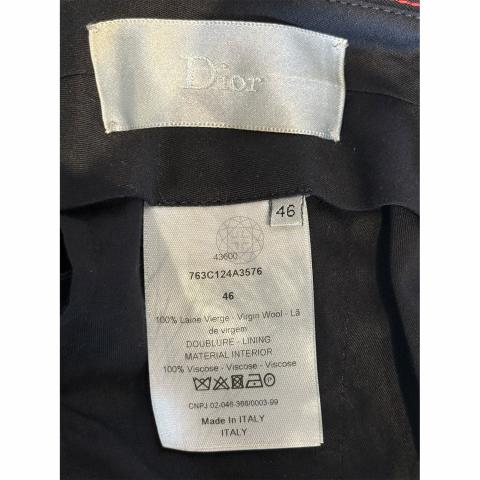 Dior
46
43600
763C124A3576
46
100% Laine Vierge - Virgin Wool - Lã
de virgem
DOUBLURE - LINING
MATERIAL INTERIOR
100% Viscose - Viscose - Viscose
CNPJ 02-046-366/0003-99
Made In ITALY
ITALY